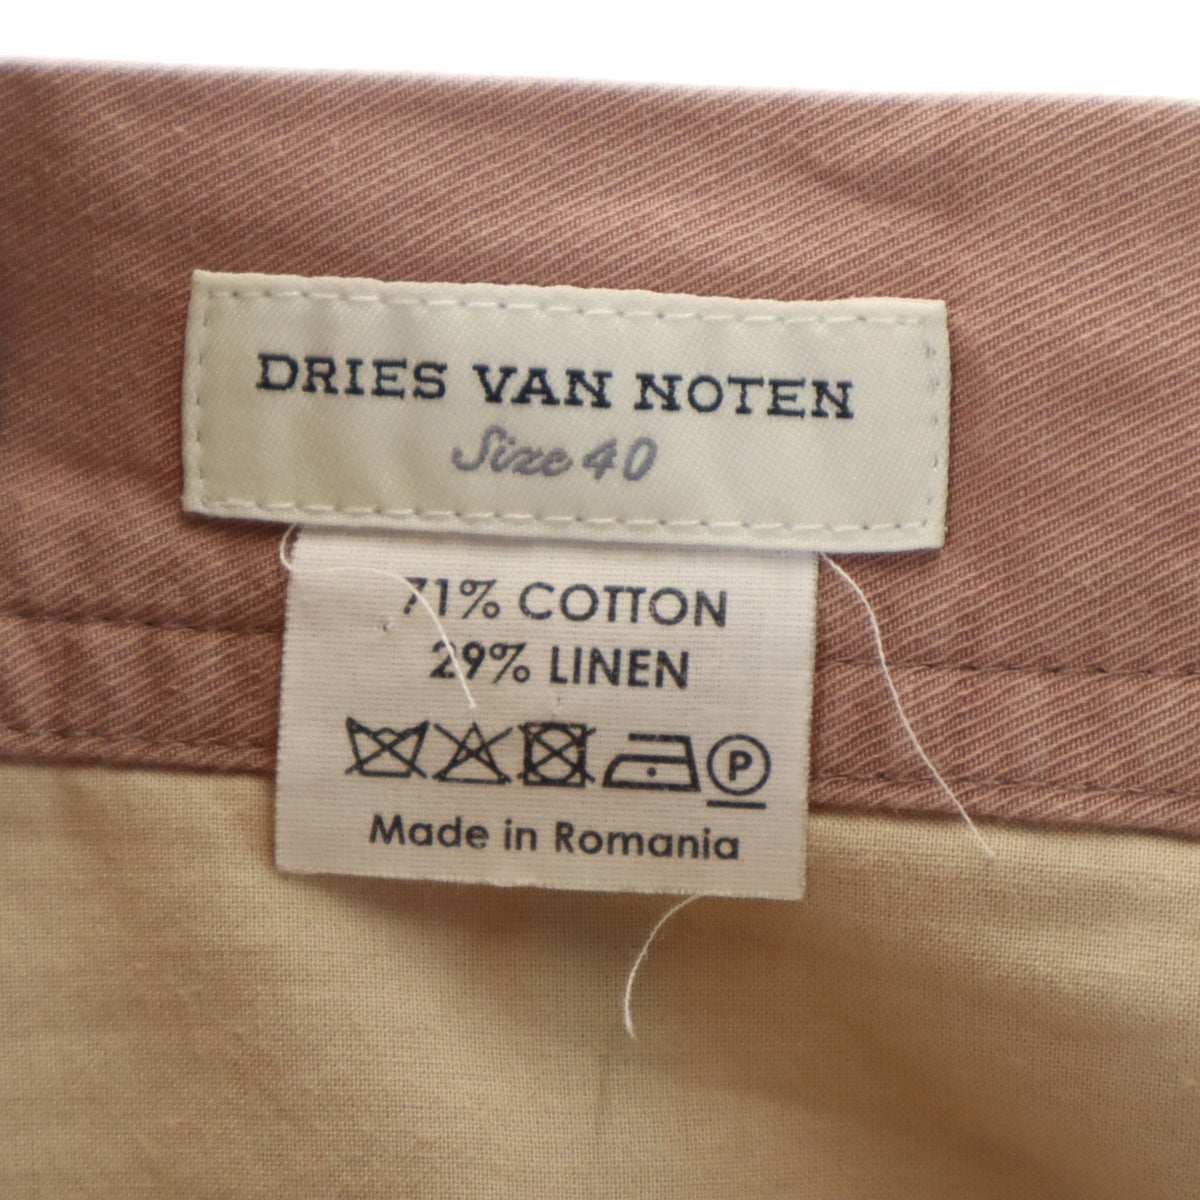 DRIES VAN NOTEN
Size 40
71% COTTON
29% LINEN
P
Made in Romania